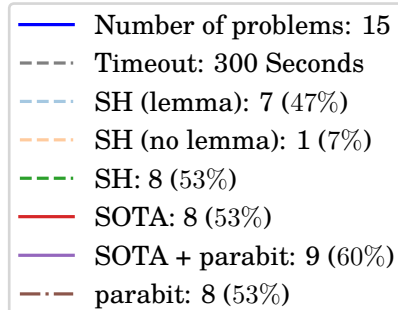 Number of problems: 15
Timeout: 300 Seconds
SH (lemma): 7 (47%)
SH (no lemma): 1 (7%)
SH: 8 (53%)
SOTA: 8 (53%)
SOTA + parabit: 9 (60%)
parabit: 8 (53%)